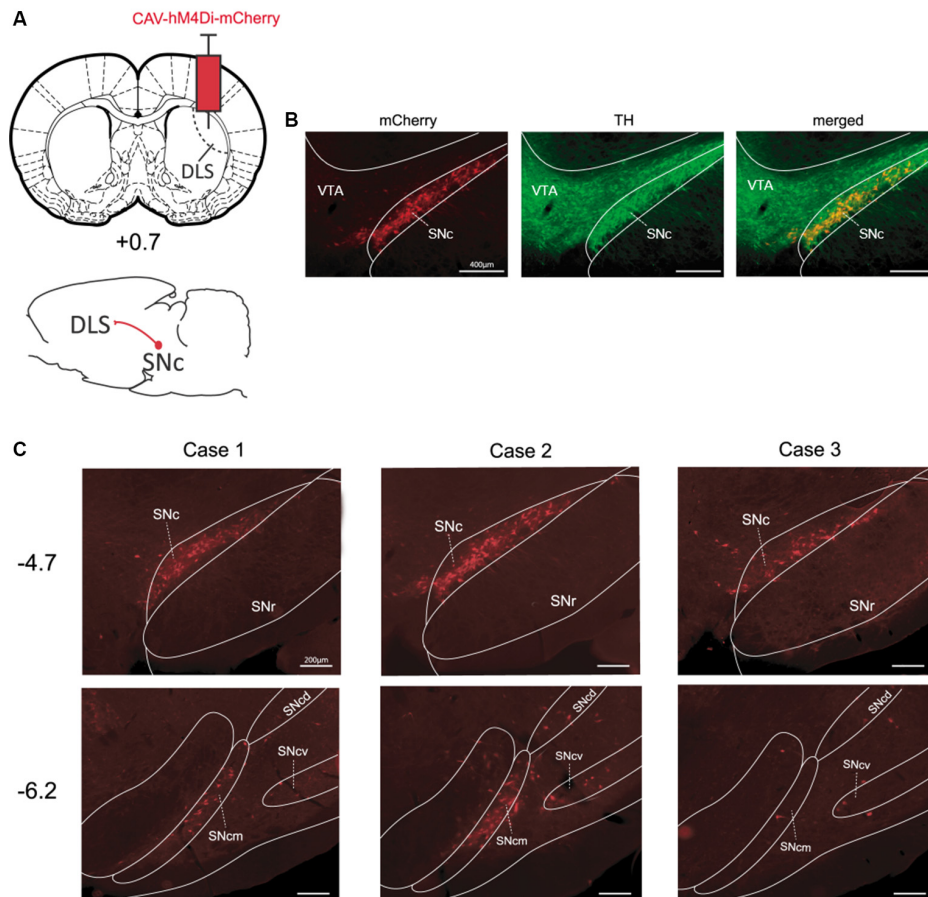 A
CAV-hM4Di-mCherry
DLS
+0.7
DLS
SNc
B
mCherry
TH
merged
VTA
SNc
400µm
VTA
SNc
VTA
SNc
C
Case 1
Case 2
Case 3
-4.7
SNc
SNr
200µm
SNc
SNr
SNc
SNr
-6.2
SNcd
SNcv
SNcm
SNcd
SNcv
SNcm
SNcd
SNcv
SNcm